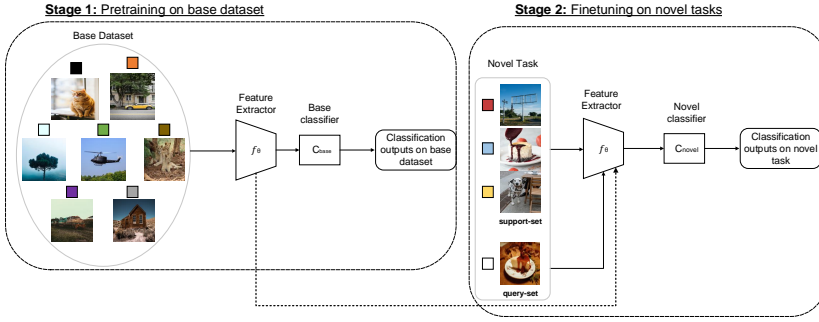 Stage 1: Pretraining on base dataset
Stage 2: Finetuning on novel tasks
Base Dataset
Feature
Extractor
Base
classifier
fθ
Cbase
Classification
outputs on base
dataset
Novel Task
support-set
query-set
Feature
Extractor
Novel
classifier
fθ
Cnovel
Classification
outputs on novel
task